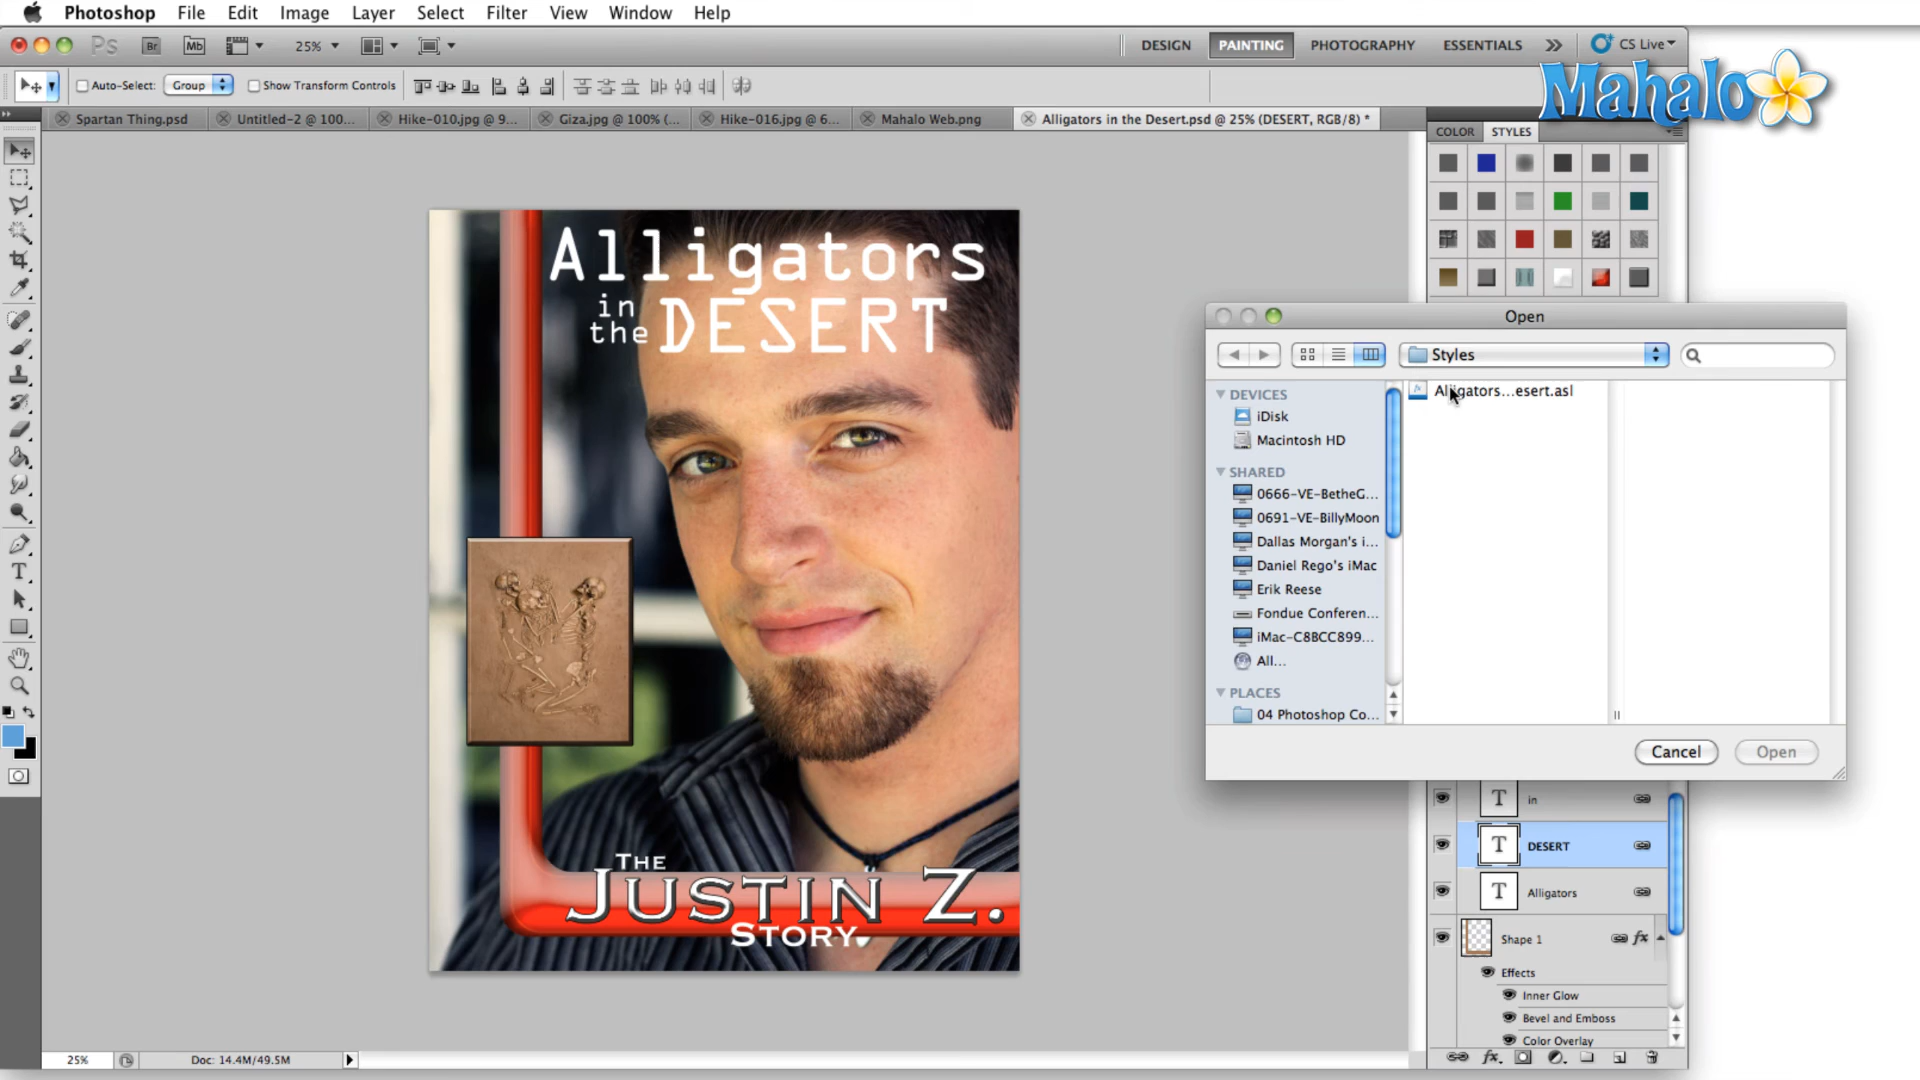 Photoshop File Edit Image Layer Select Filter View Window Help
Ps Br Mb 25% DESIGN PAINTING PHOTOGRAPHY ESSENTIALS CS Live
Mahalo
Auto-Select: Group Show Transform Controls
Spartan Thing.psd Untitled-2 @ 100... Hike-010.jpg @ 9... Giza.jpg @ 100% (... Hike-016.jpg @ 6... Mahalo Web.png Alligators in the Desert.psd @ 25% (DESERT, RGB/8) *
COLOR STYLES
Alligators
in
the DESERT
THE
JUSTIN Z.
STORY
Open
Styles
DEVICES
iDisk
Macintosh HD
SHARED
0666-VE-BetheG...
0691-VE-BillyMoon
Dallas Morgan's i...
Daniel Rego's iMac
Erik Reese
Fondue Conferen...
iMac-C8BCC899...
All...
PLACES
04 Photoshop Co...
Alligators...esert.asl
Cancel Open
T in
T DESERT
T Alligators
Shape 1 fx
Effects
Inner Glow
Bevel and Emboss
Color Overlay
fx
T
25% Doc: 14.4M/49.5M